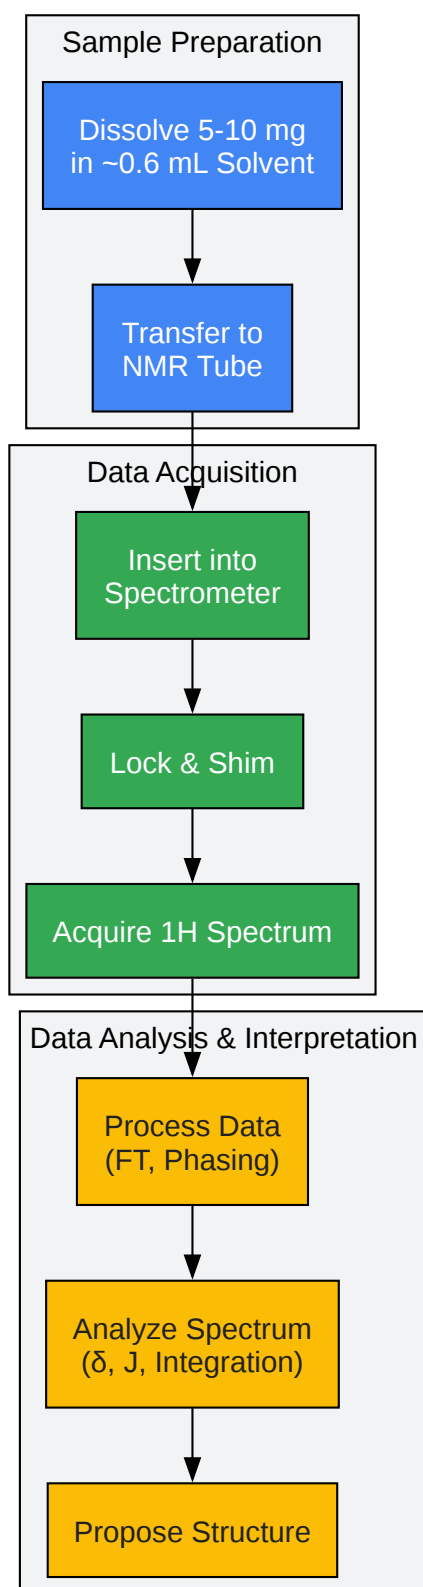 Sample Preparation
Dissolve 5-10 mg
in ~0.6 mL Solvent
Transfer to
NMR Tube
Data Acquisition
Insert into
Spectrometer
Lock & Shim
Acquire 1H Spectrum
Data Analysis & Interpretation
Process Data
(FT, Phasing)
Analyze Spectrum
(δ, J, Integration)
Propose Structure